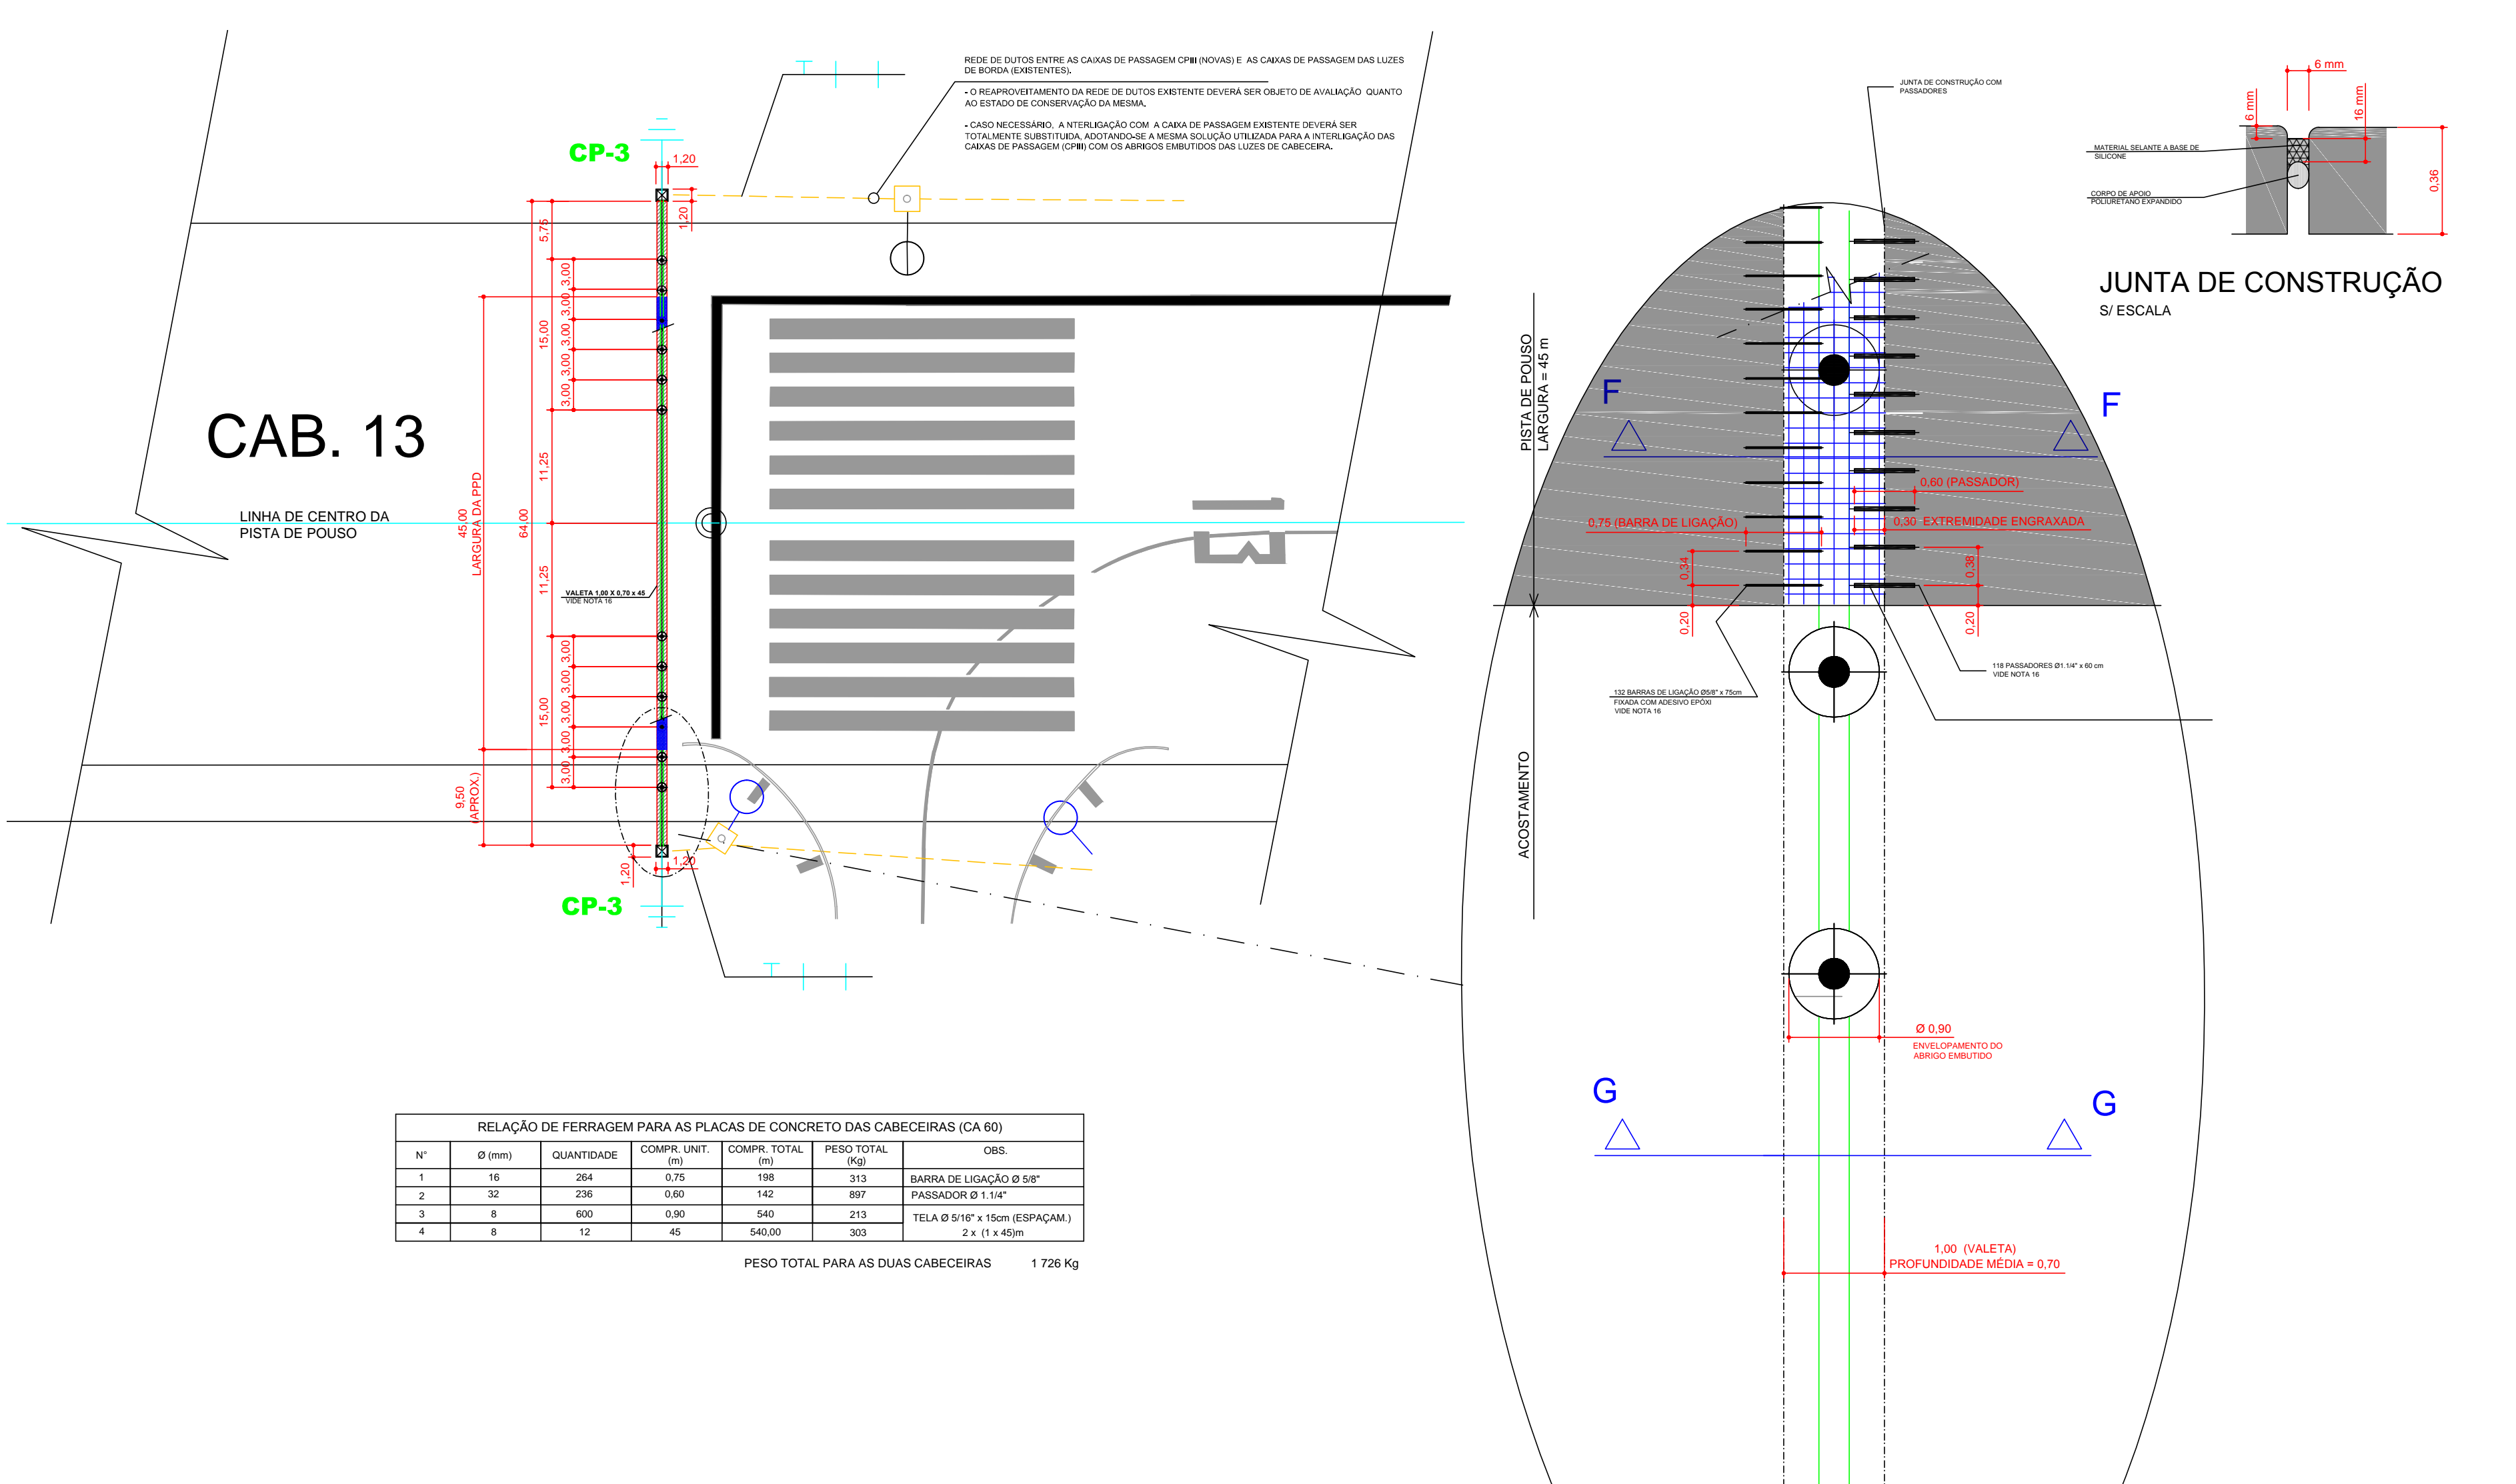 REDE DE DUTOS ENTRE AS CAIXAS DE PASSAGEM CPIII (NOVAS) E AS CAIXAS DE PASSAGEM DAS LUZES
DE BORDA (EXISTENTES).
- O REAPROVEITAMENTO DA REDE DE DUTOS EXISTENTE DEVERÁ SER OBJETO DE AVALIAÇÃO QUANTO
AO ESTADO DE CONSERVAÇÃO DA MESMA.
- CASO NECESSÁRIO, A NTERLIGAÇÃO COM A CAIXA DE PASSAGEM EXISTENTE DEVERÁ SER
TOTALMENTE SUBSTITUIDA, ADOTANDO-SE A MESMA SOLUÇÃO UTILIZADA PARA A INTERLIGAÇÃO DAS
CAIXAS DE PASSAGEM (CPIII) COM OS ABRIGOS EMBUTIDOS DAS LUZES DE CABECEIRA.
CP-3
1,20
1,20
5,75
3,00
3,00
3,00
3,00
3,00
15,00
11,25
CAB. 13
LINHA DE CENTRO DA
PISTA DE POUSO
45,00
LARGURA DA PPD
64,00
11,25
VALETA 1,00 X 0,70 x 45
VIDE NOTA 16
3,00
3,00
3,00
3,00
3,00
15,00
9,50
(APROX.)
1,20
1,20
CP-3
JUNTA DE CONSTRUÇÃO COM
PASSADORES
6 mm
6 mm
16 mm
0,36
MATERIAL SELANTE A BASE DE
SILICONE
CORPO DE APOIO
POLIURETANO EXPANDIDO
JUNTA DE CONSTRUÇÃO
S/ ESCALA
PISTA DE POUSO
LARGURA = 45 m
F
F
0,60 (PASSADOR)
0,75 (BARRA DE LIGAÇÃO)
0,30 EXTREMIDADE ENGRAXADA
0,34
0,38
0,20
0,20
118 PASSADORES Ø1.1/4" x 60 cm
VIDE NOTA 16
132 BARRAS DE LIGAÇÃO Ø5/8" x 75cm
FIXADA COM ADESIVO EPOXI
VIDE NOTA 16
ACOSTAMENTO
Ø 0,90
ENVELOPAMENTO DO
ABRIGO EMBUTIDO
G
G
1,00 (VALETA)
PROFUNDIDADE MÉDIA = 0,70
RELAÇÃO DE FERRAGEM PARA AS PLACAS DE CONCRETO DAS CABECEIRAS (CA 60)
N° Ø (mm) QUANTIDADE COMPR. UNIT. (m) COMPR. TOTAL (m) PESO TOTAL (Kg) OBS.
1 16 264 0,75 198 313 BARRA DE LIGAÇÃO Ø 5/8"
2 32 236 0,60 142 897 PASSADOR Ø 1.1/4"
3 8 600 0,90 540 213 TELA Ø 5/16" x 15cm (ESPAÇAM.)
4 8 12 45 540,00 303 2 x (1 x 45)m
PESO TOTAL PARA AS DUAS CABECEIRAS 1 726 Kg